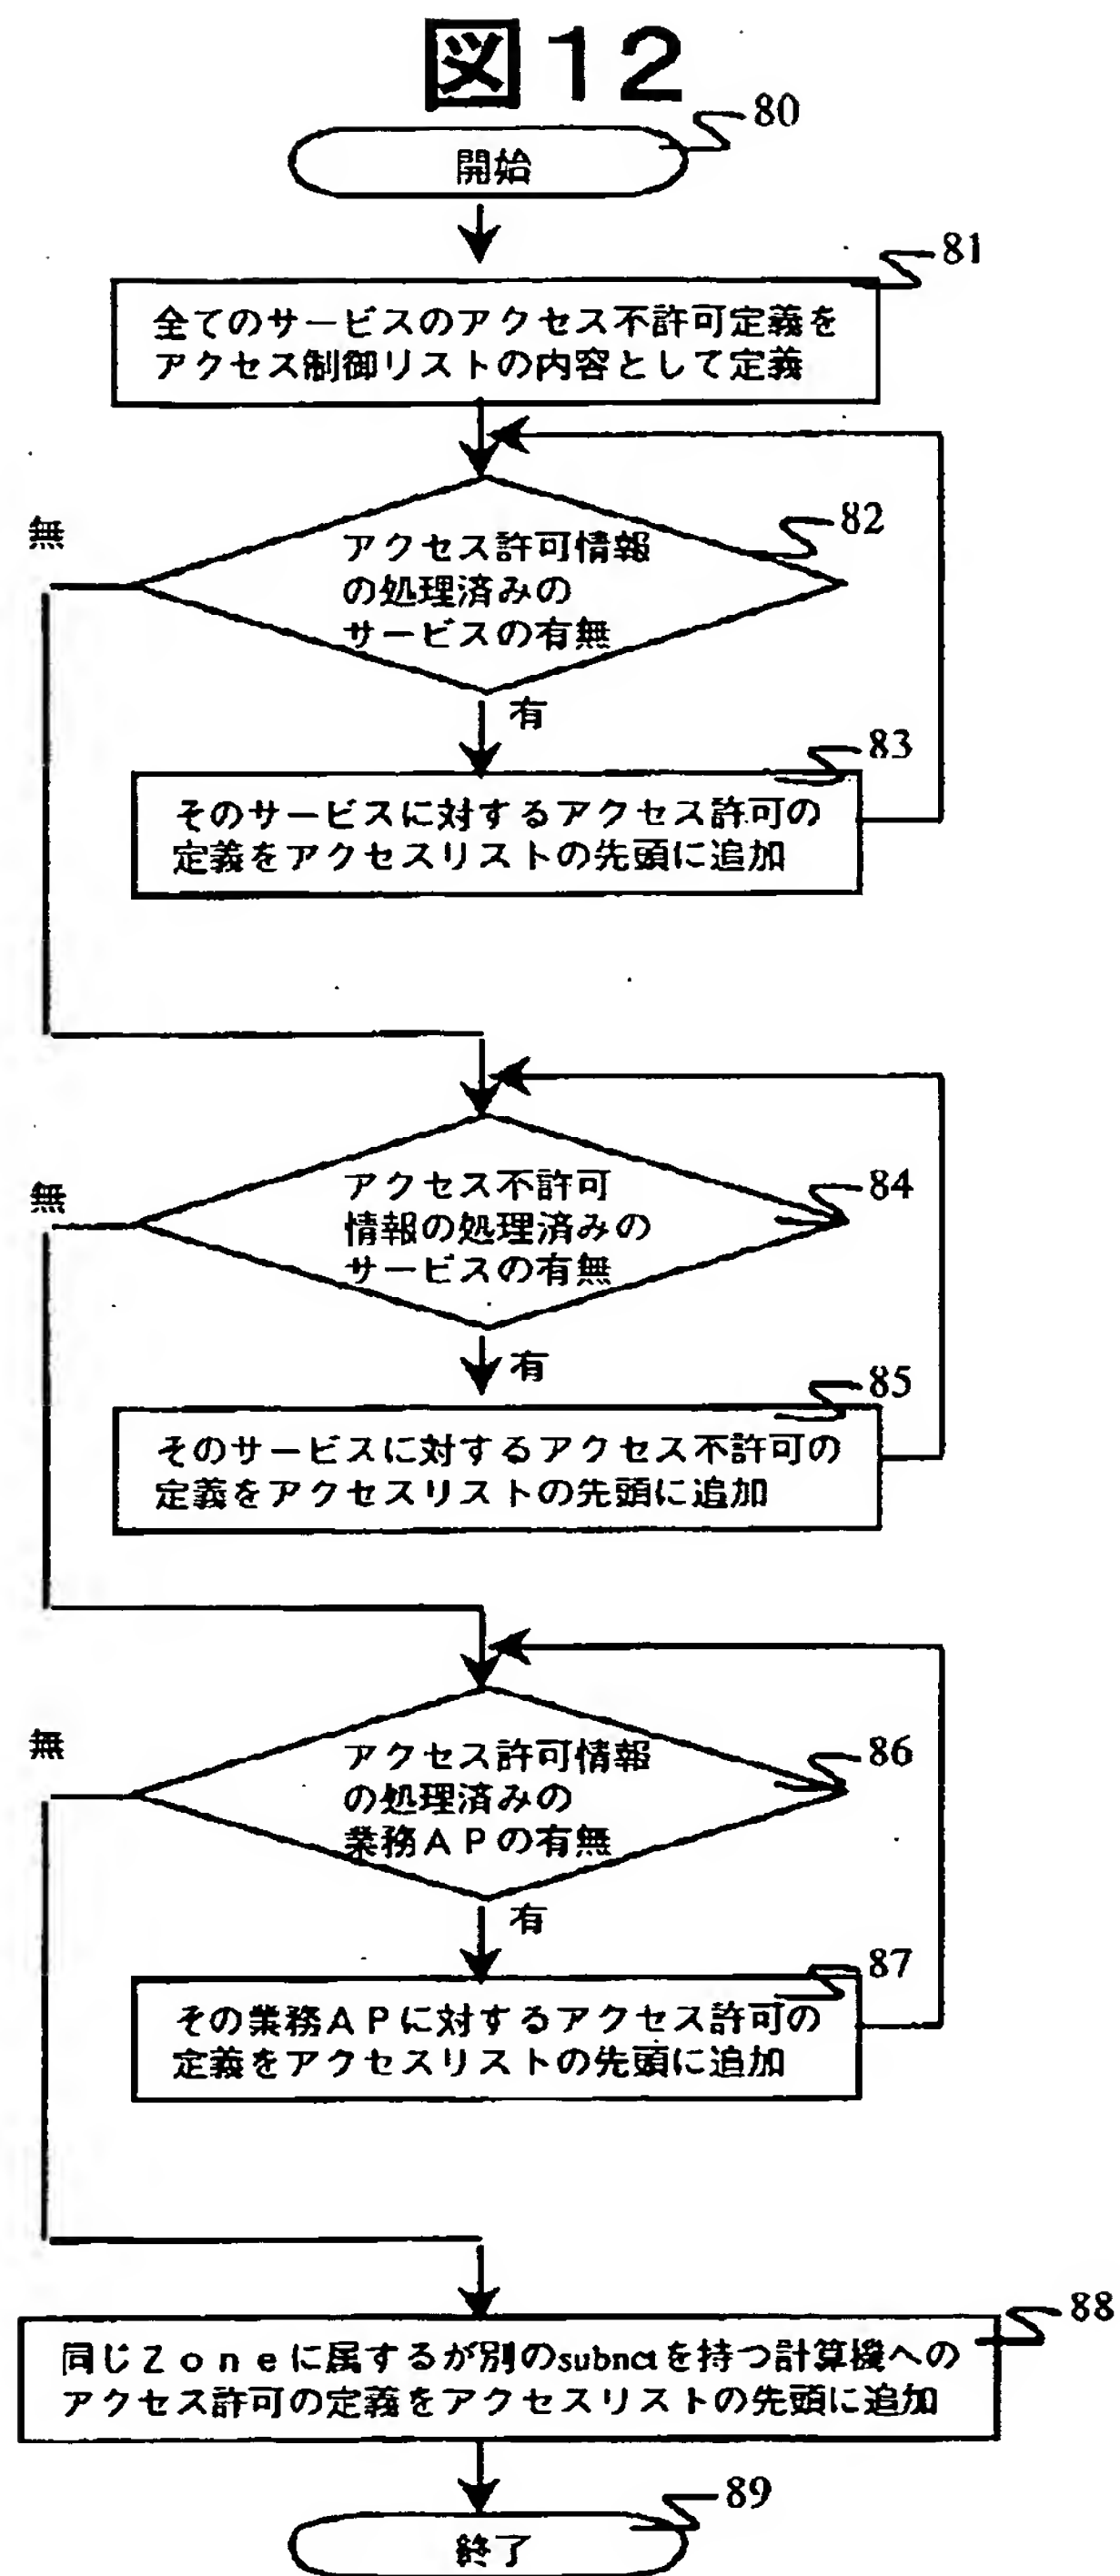 図12
80
開始
81
全てのサービスのアクセス不許可定義を
アクセス制御リストの内容として定義
無
82
アクセス許可情報
の処理済みの
サービスの有無
有
83
そのサービスに対するアクセス許可の
定義をアクセスリストの先頭に追加
無
84
アクセス不許可
情報の処理済みの
サービスの有無
有
85
そのサービスに対するアクセス不許可の
定義をアクセスリストの先頭に追加
無
86
アクセス許可情報
の処理済みの
業務APの有無
有
87
その業務APに対するアクセス許可の
定義をアクセスリストの先頭に追加
88
同じZoneに属するが別のsubnetを持つ計算機への
アクセス許可の定義をアクセスリストの先頭に追加
89
終了